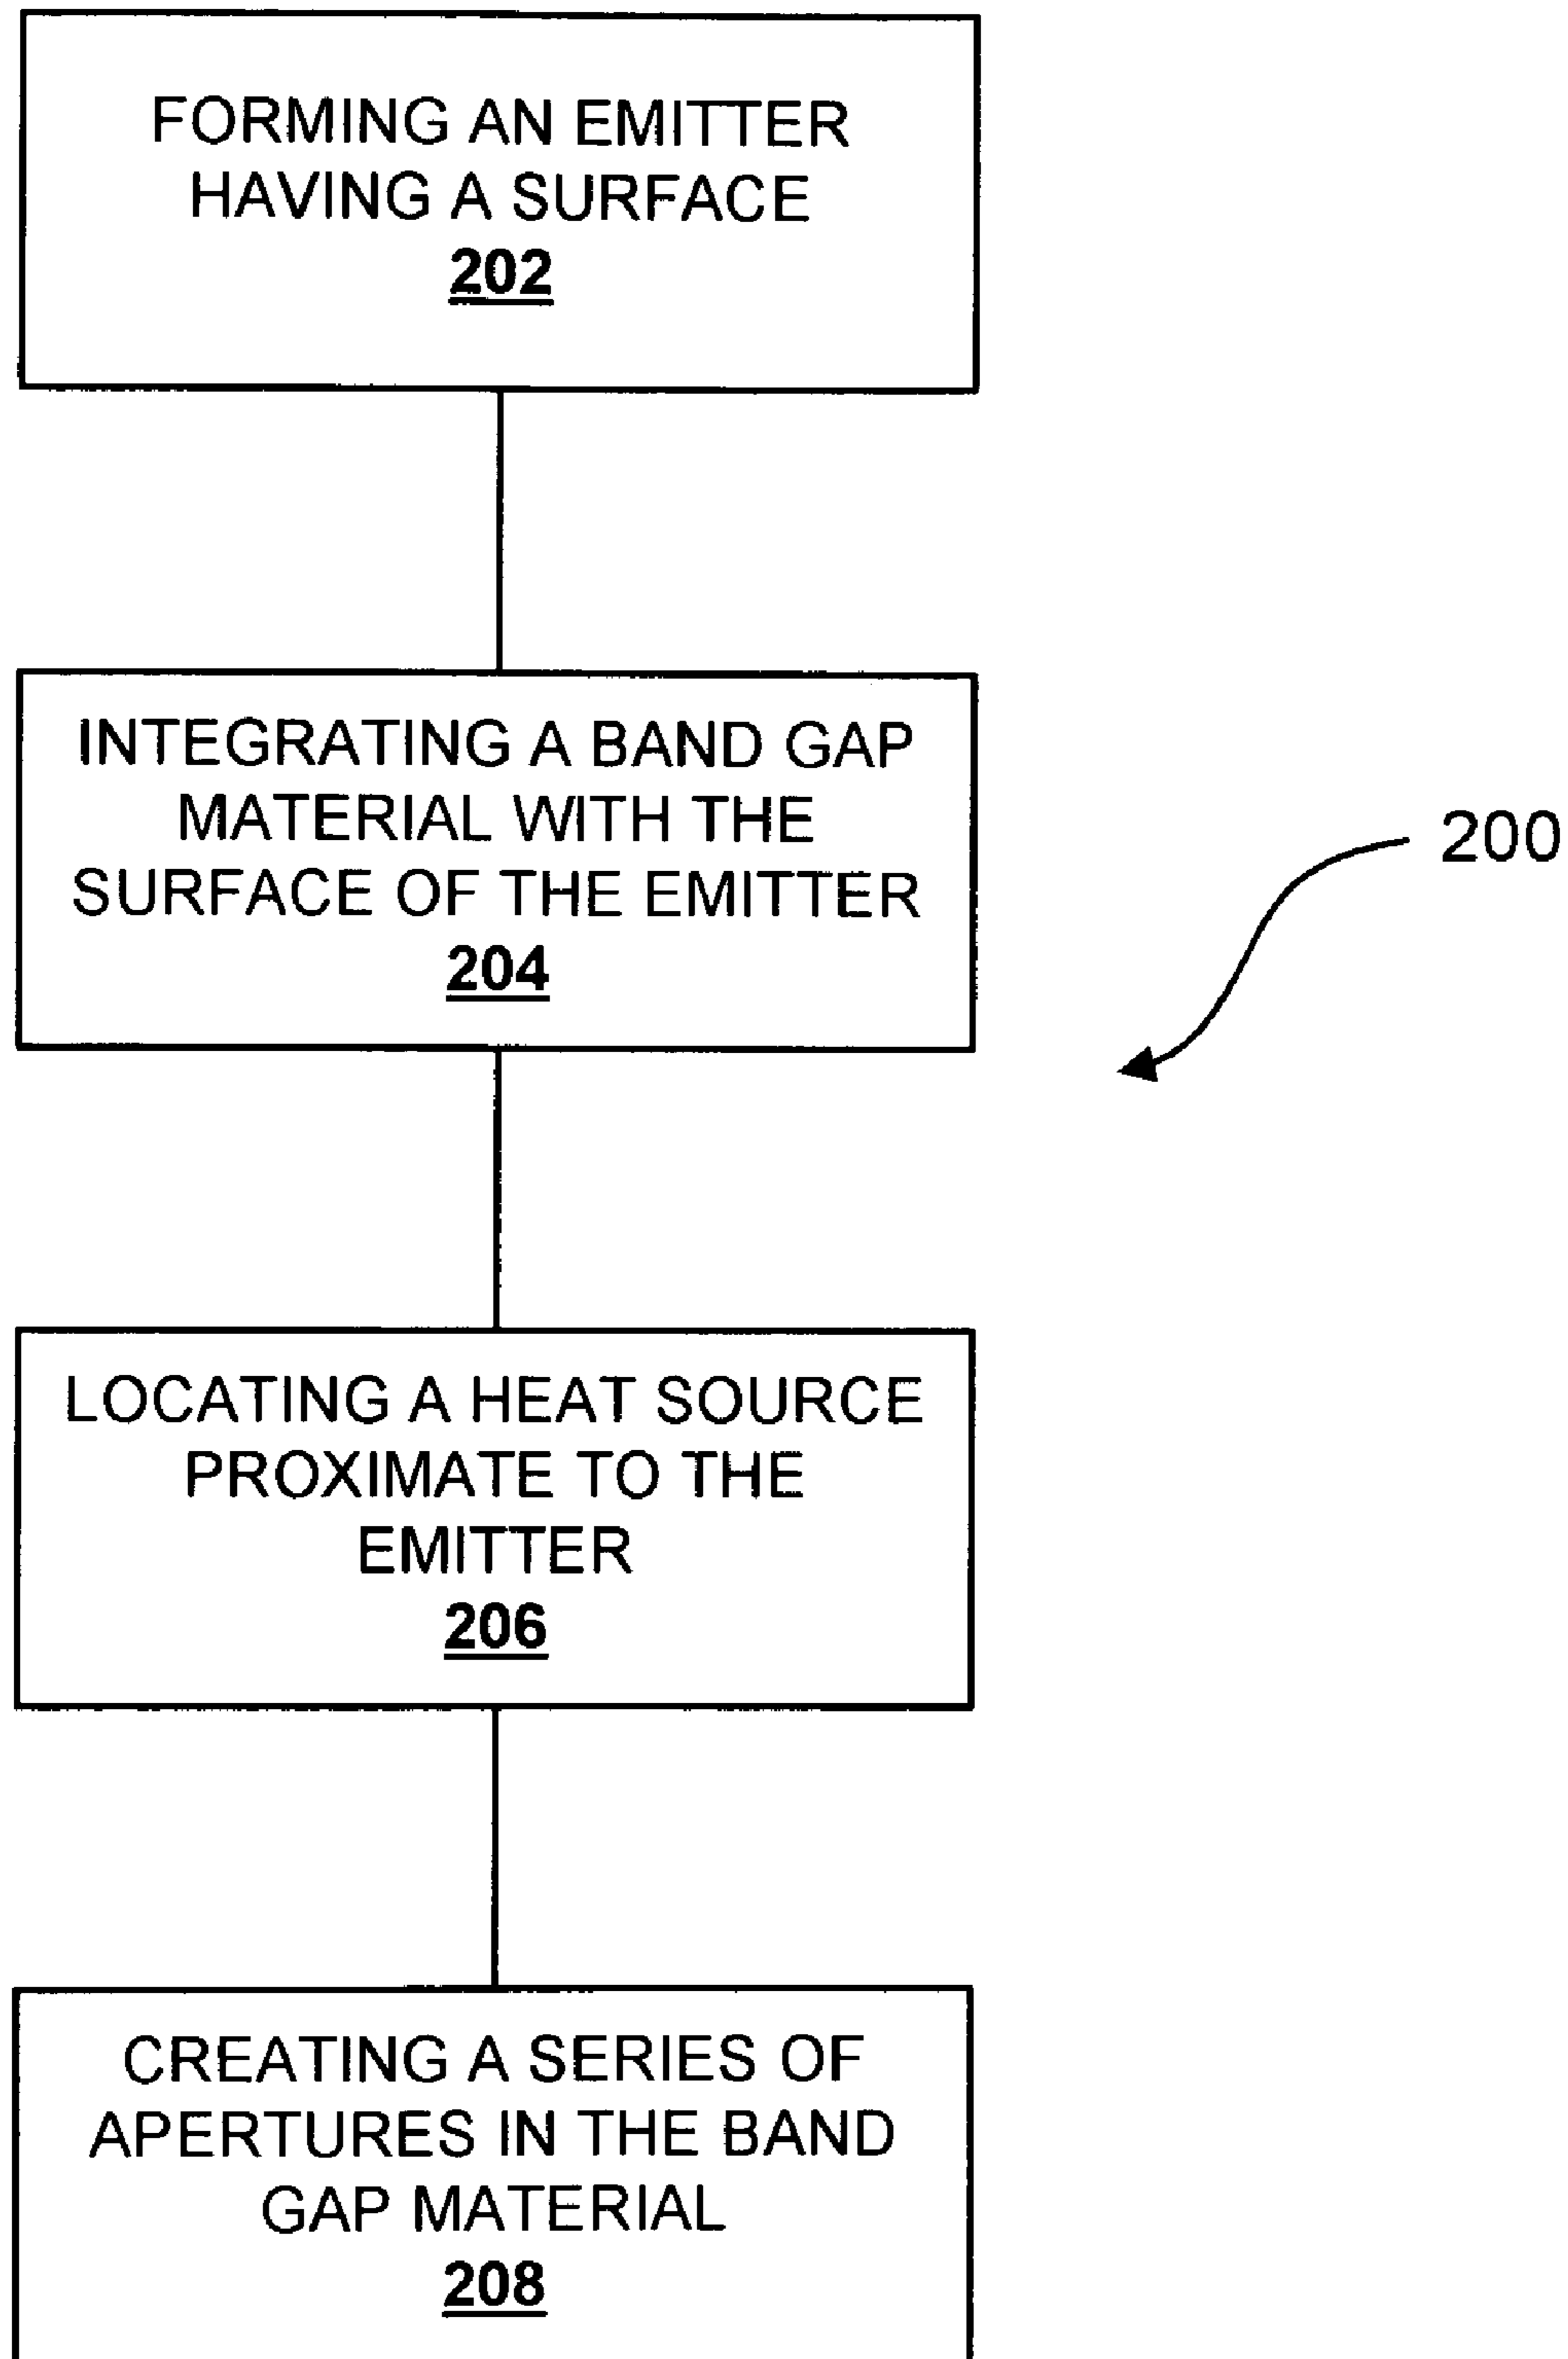 FORMING AN EMITTER
HAVING A SURFACE
202
INTEGRATING A BAND GAP
MATERIAL WITH THE
SURFACE OF THE EMITTER
204
200
LOCATING A HEAT SOURCE
PROXIMATE TO THE
EMITTER
206
CREATING A SERIES OF
APERTURES IN THE BAND
GAP MATERIAL
208